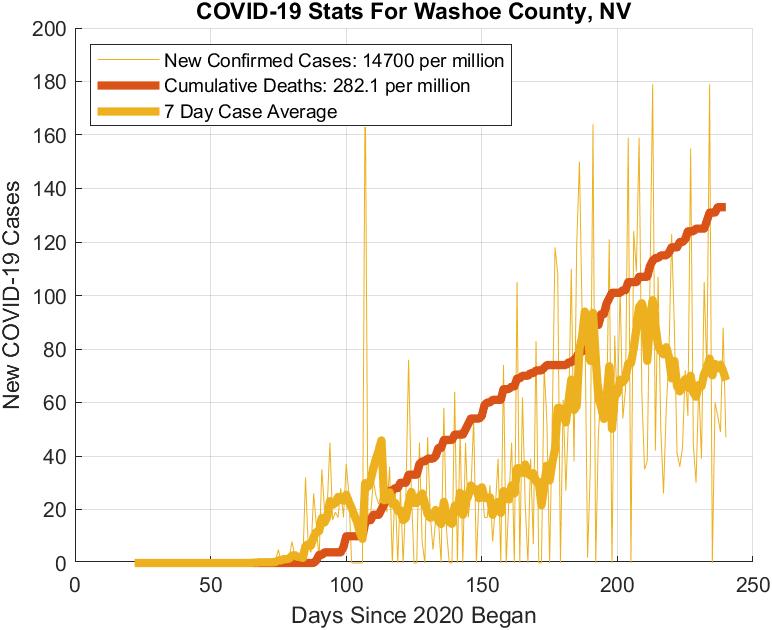 COVID-19 Stats For Washoe County, NV
200
180
160
140
120
100
80
60
40
20
0
New COVID-19 Cases
New Confirmed Cases: 14700 per million
Cumulative Deaths: 282.1 per million
7 Day Case Average
0 50 100 150 200 250
Days Since 2020 Began